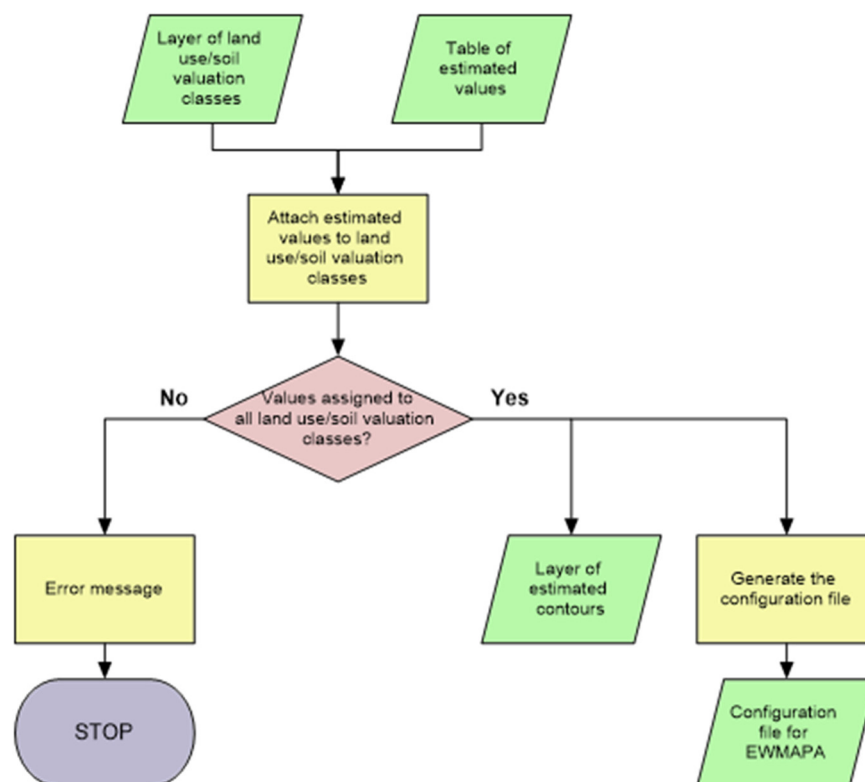 Layer of land
use/soil
valuation
classes
Table of
estimated
values
Attach estimated
values to land
use/soil valuation
classes
No
Values assigned to
all land use/soil valuation
classes?
Yes
Error message
Layer of
estimated
contours
Generate the
configuration file
STOP
Configuration
file for
EWMAPA